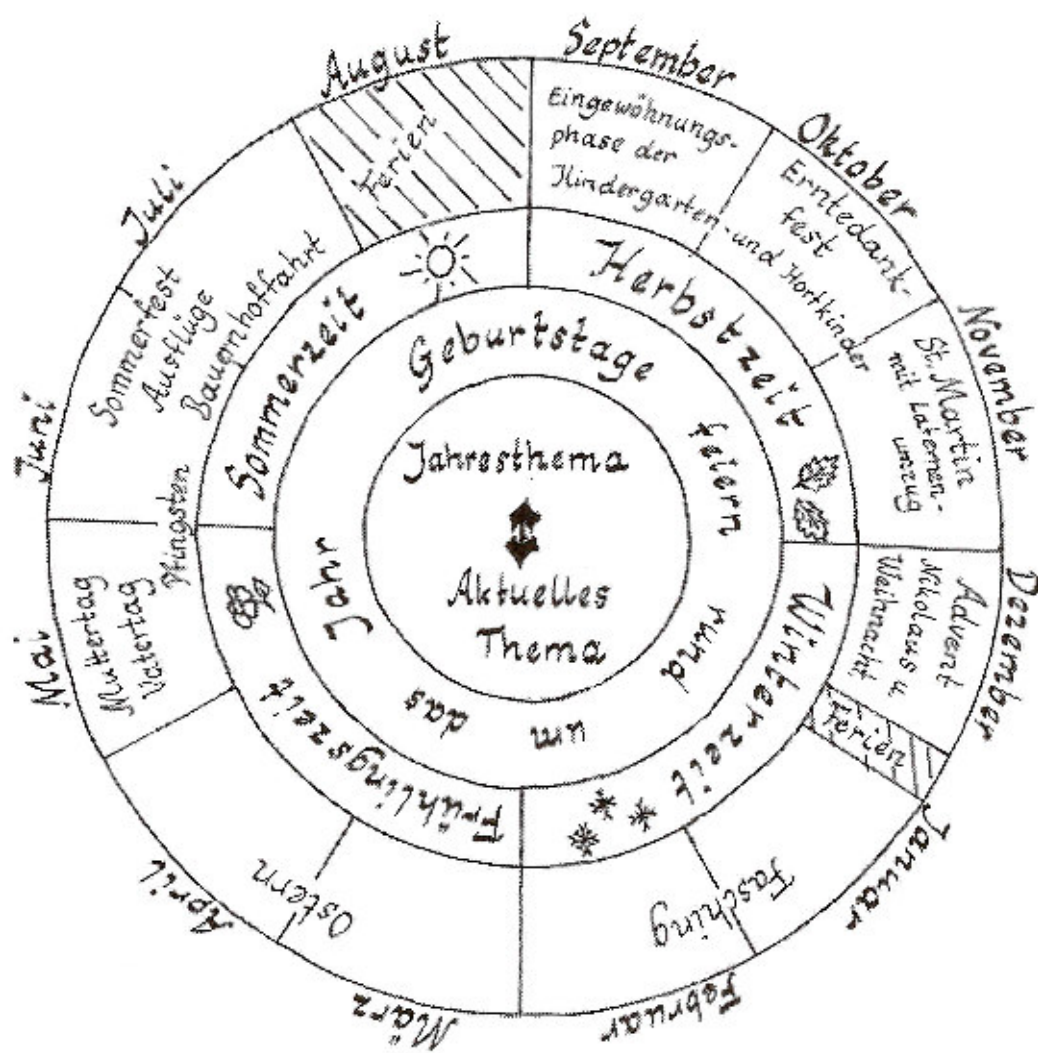 September
Oktober
November
Dezember
Januar
Februar
März
April
Mai
Juni
Juli
August
Eingewöhnungs-
phase der
Kindergarten-und Hortkinder
Erntedank-
fest
St. Martin
mit Laternen-
umzug
Advent
Nikolaus u.
Weihnacht.
Ferien
Fasching
Ostern
Muttertag
Vatertag
Pfingsten
Sommerfest
Ausflüge
Baugnhoffahrt
Ferien
Herbstzeit
Winterzeit
Frühlingszeit
Sommerzeit
Geburtstage feiern rund um das Jahr
Jahresthema
Aktuelles
Thema